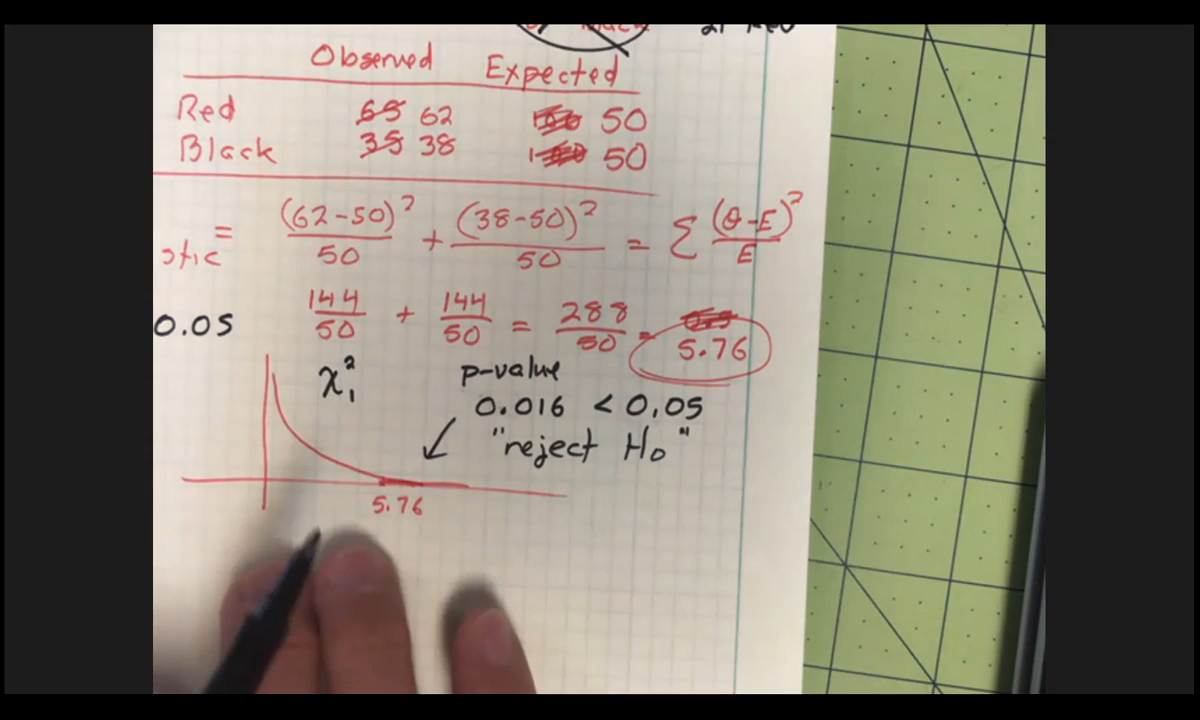 Observed Expected
Red 65 62 100 50
Black 35 38 100 50
stic = (62-50)²/50 + (38-50)²/50 = Σ (O-E)²/E
0.05 144/50 + 144/50 = 288/50 = 5.76
χ²₁ p-value
0.016 < 0.05
"reject H₀"
5.76